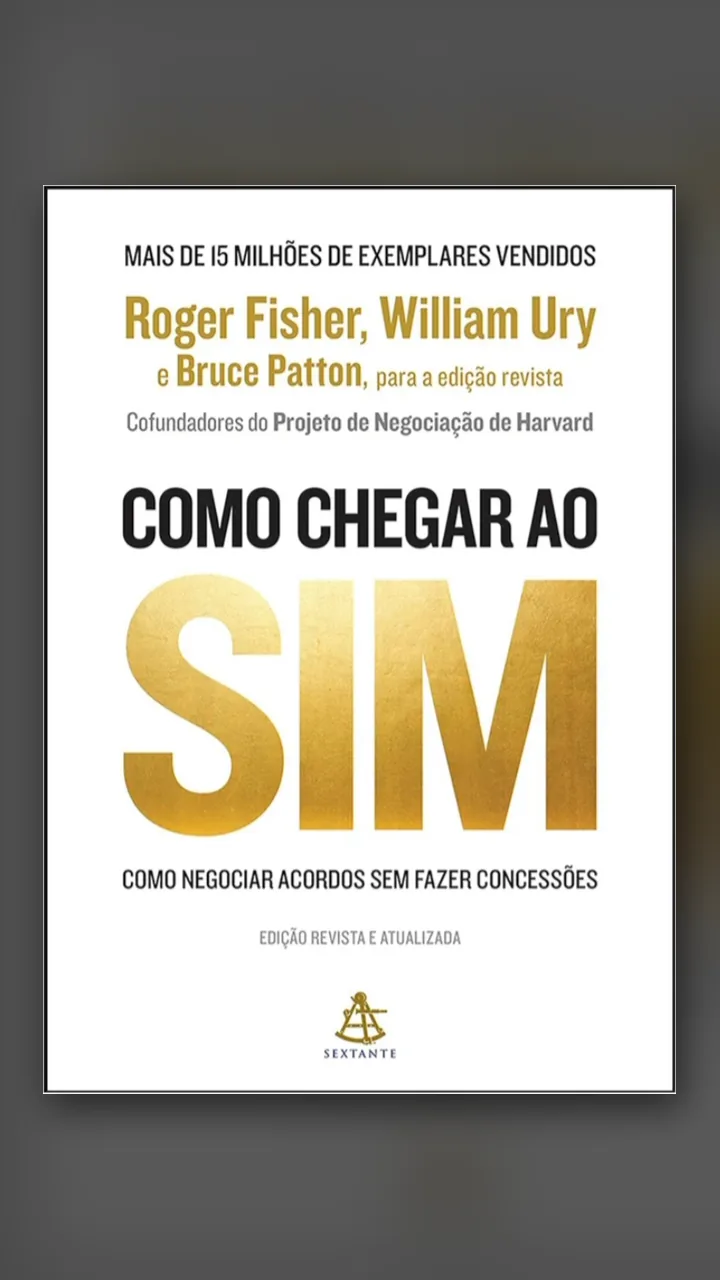 MAIS DE 15 MILHÕES DE EXEMPLARES VENDIDOS
Roger Fisher, William Ury
e Bruce Patton, para a edição revista
Cofundadores do Projeto de Negociação de Harvard
COMO CHEGAR AO
SIM
COMO NEGOCIAR ACORDOS SEM FAZER CONCESSÕES
EDIÇÃO REVISTA E ATUALIZADA
SEXTANTE